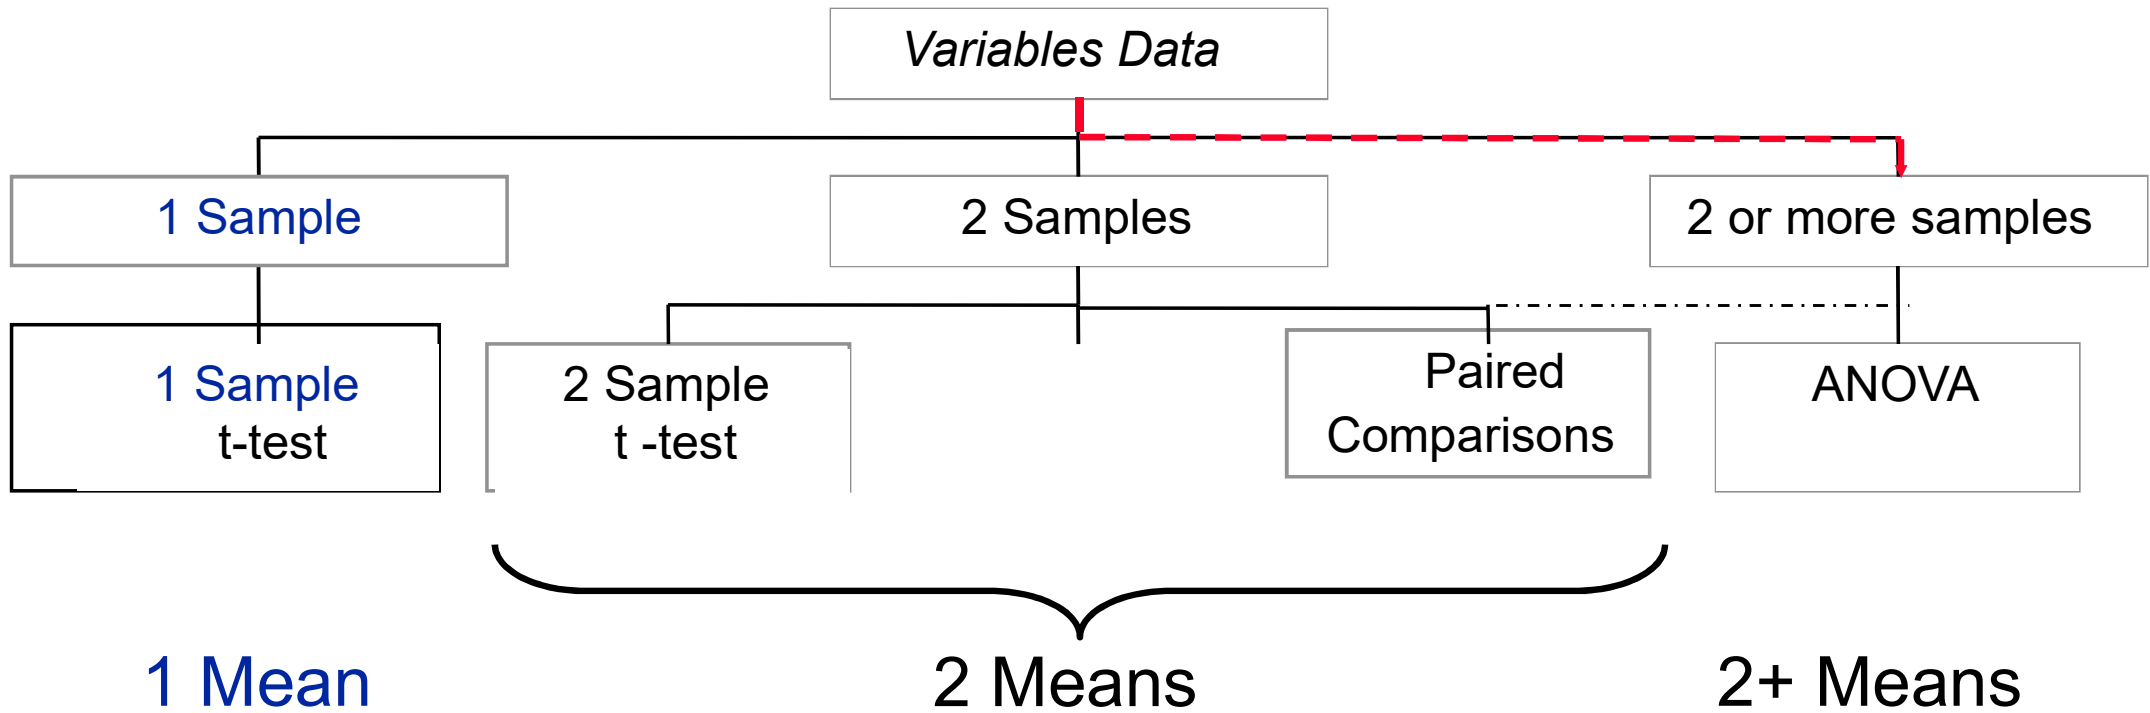 Variables Data
1 Sample
2 Samples
2 or more samples
1 Sample
t-test
2 Sample
t -test
Paired
Comparisons
ANOVA
1 Mean
2 Means
2+ Means